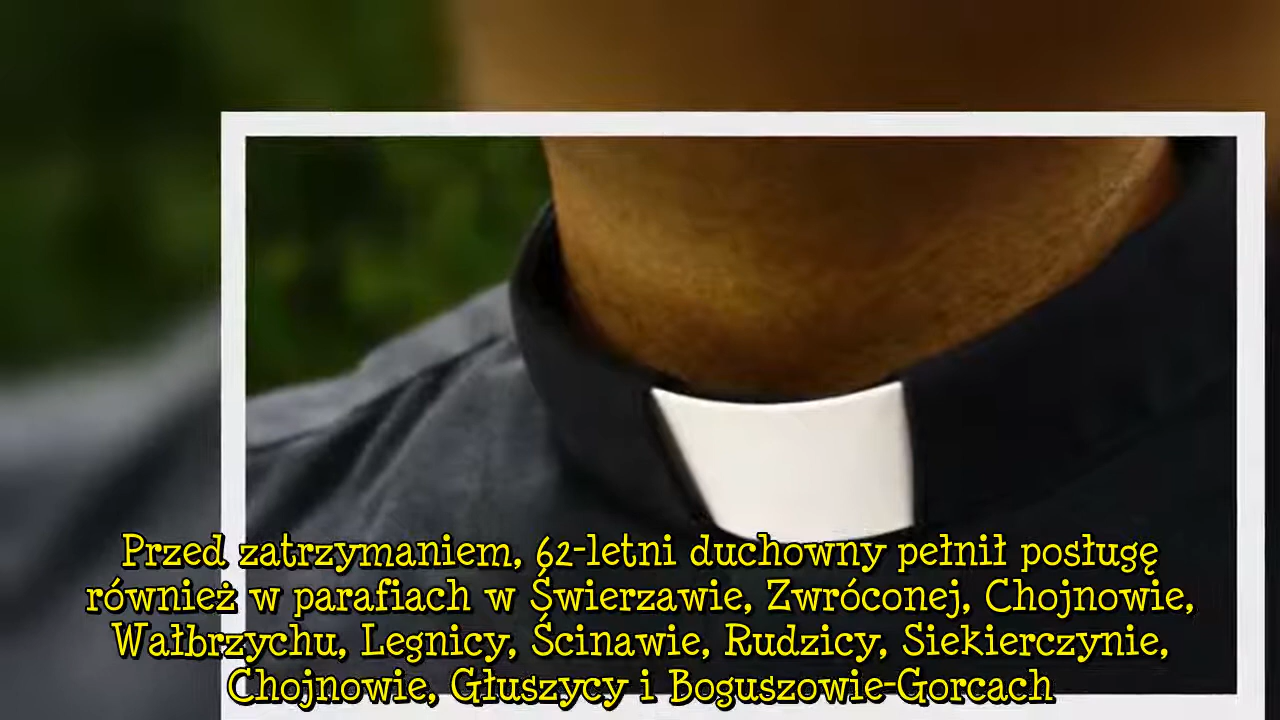 Przed zatrzymaniem, 62-letni duchowny pełnił posługę
również w parafiach w Świerzawie, Zwróconej, Chojnowie,
Wałbrzychu, Legnicy, Ścinawie, Rudzicy, Siekierczynie,
Chojnowie, Głuszycy i Boguszowie-Gorcach